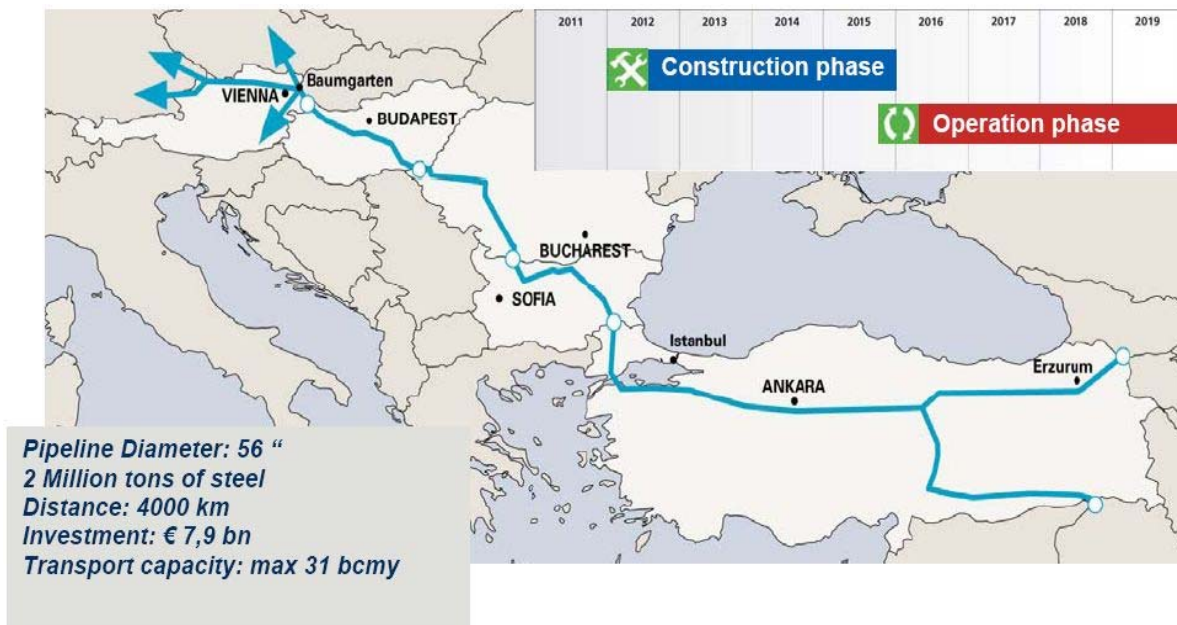 2011 2012 2013 2014 2015 2016 2017 2018 2019
Construction phase
Operation phase
Baumgarten
VIENNA
BUDAPEST
BUCHAREST
SOFIA
Istanbul
ANKARA
Erzurum
Pipeline Diameter: 56 “
2 Million tons of steel
Distance: 4000 km
Investment: € 7,9 bn
Transport capacity: max 31 bcmy